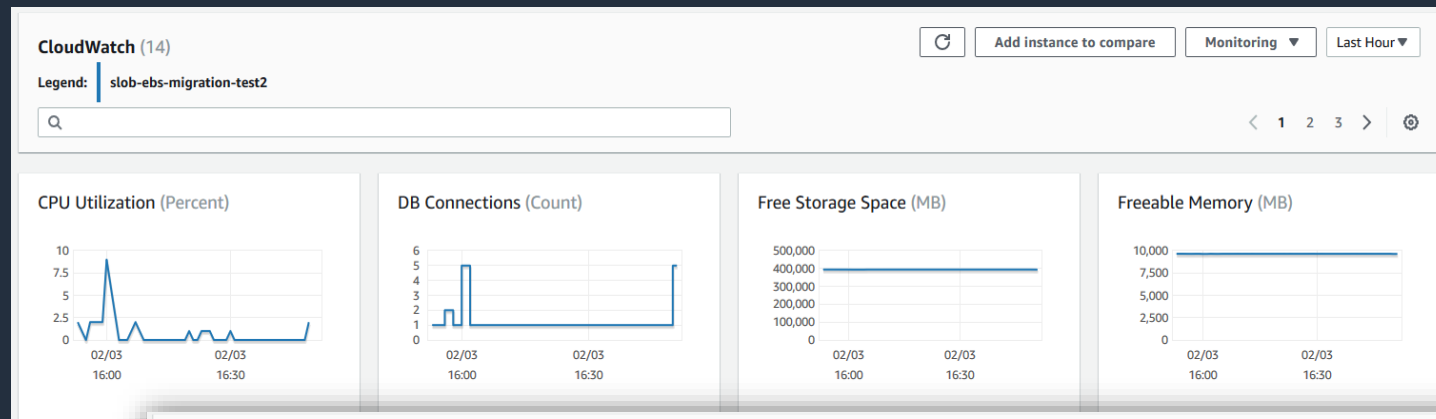 CloudWatch (14)
Add instance to compare
Monitoring
Last Hour
Legend:
slob-ebs-migration-test2
1 2 3
CPU Utilization (Percent)
10
7.5
5
2.5
0
02/03 02/03
16:00 16:30
DB Connections (Count)
6
5
4
3
2
1
0
02/03 02/03
16:00 16:30
Free Storage Space (MB)
500,000
400,000
300,000
200,000
100,000
0
02/03 02/03
16:00 16:30
Freeable Memory (MB)
10,000
7,500
5,000
2,500
0
02/03 02/03
16:00 16:30